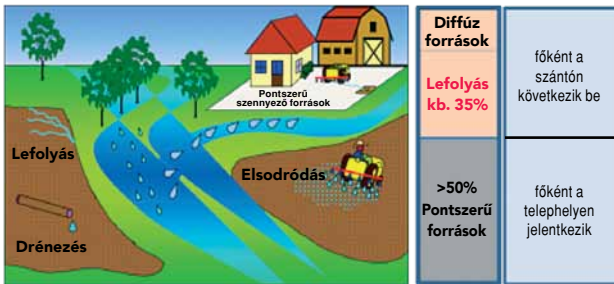 Pontszerű
szennyező források
Lefolyás
Elsodródás
Drénezés
Diffúz
források
Lefolyás
kb. 35%
főként a
szántón
következik be
>50%
Pontszerű
források
főként a
telephelyen
jelentkezik